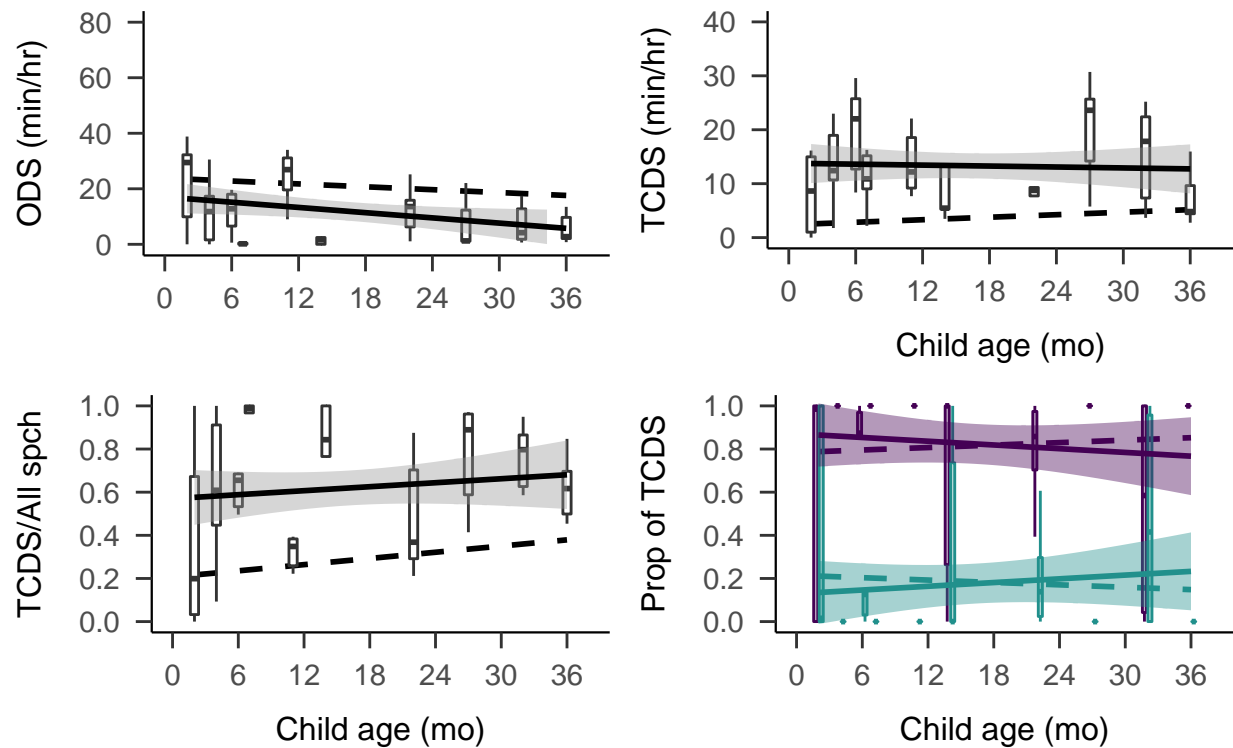 ODS (min/hr)
80
60
40
20
0
0 6 12 18 24 30 36
TCDS (min/hr)
40
30
20
10
0
0 6 12 18 24 30 36
Child age (mo)
TCDS/All spch
1.0
0.8
0.6
0.4
0.2
0.0
0 6 12 18 24 30 36
Child age (mo)
Prop of TCDS
1.0
0.8
0.6
0.4
0.2
0.0
0 6 12 18 24 30 36
Child age (mo)